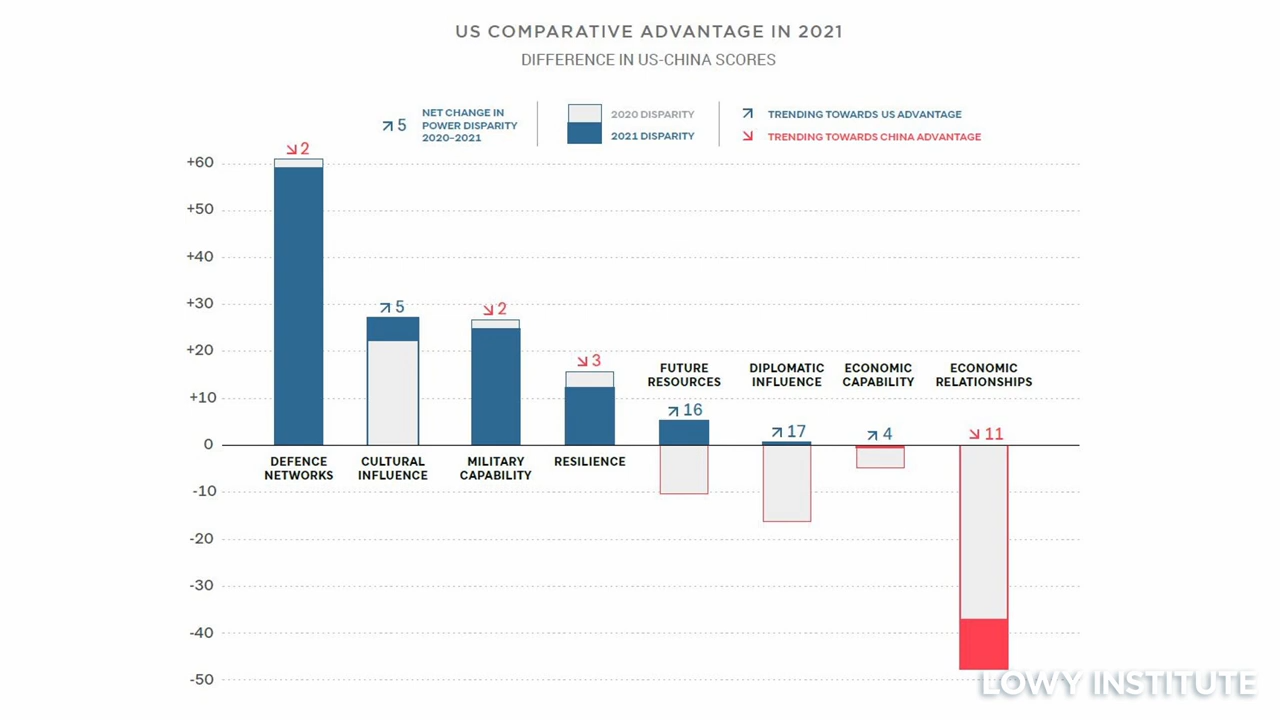 US COMPARATIVE ADVANTAGE IN 2021
DIFFERENCE IN US-CHINA SCORES
5
NET CHANGE IN
POWER DISPARITY
2020–2021
2020 DISPARITY
2021 DISPARITY
TRENDING TOWARDS US ADVANTAGE
TRENDING TOWARDS CHINA ADVANTAGE
+60
+50
+40
+30
+20
+10
0
-10
-20
-30
-40
-50
2
5
2
3
16
17
4
11
DEFENCE
NETWORKS
CULTURAL
INFLUENCE
MILITARY
CAPABILITY
RESILIENCE
FUTURE
RESOURCES
DIPLOMATIC
INFLUENCE
ECONOMIC
CAPABILITY
ECONOMIC
RELATIONSHIPS
LOWY INSTITUTE